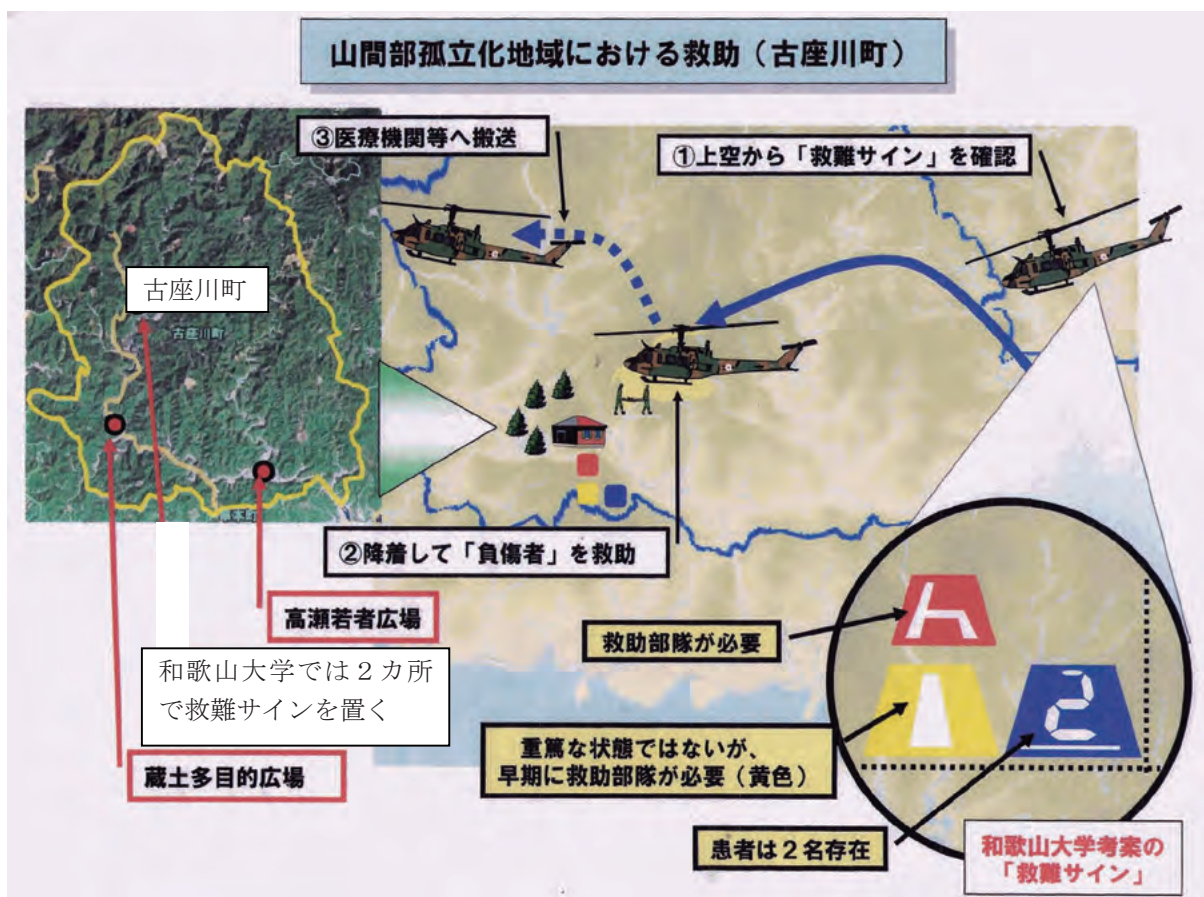 山間部孤立化地域における救助（古座川町）
③医療機関等へ搬送
①上空から「救難サイン」を確認
古座川町
古座川町
②降着して「負傷者」を救助
高瀬若者広場
和歌山大学では２カ所
で救難サインを置く
蔵土多目的広場
救助部隊が必要
重篤な状態ではないが、
早期に救助部隊が必要（黄色）
患者は２名存在
2
和歌山大学考案の
「救難サイン」